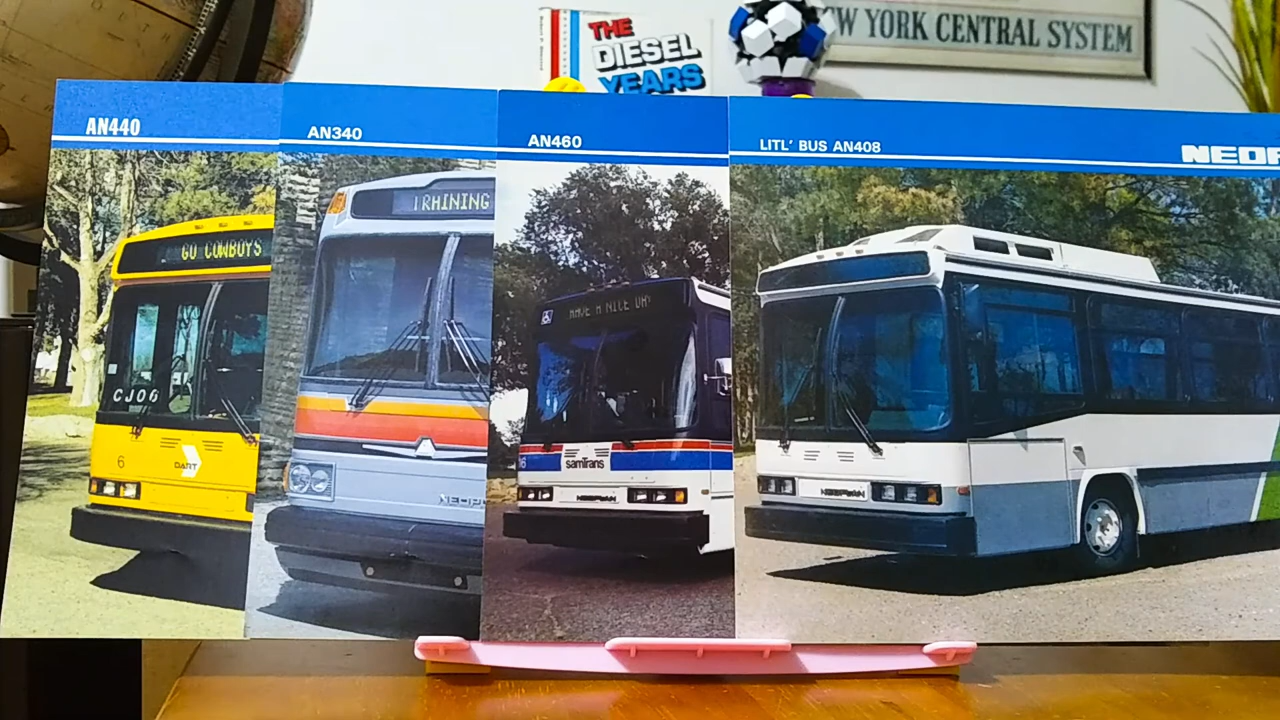 THE
DIESEL
YEARS
NEW YORK CENTRAL SYSTEM
AN440
AN340
AN460
LITL' BUS AN408
NEOP
GO COWBOYS
TRAINING
HAVE A NICE DAY
CJ06
6
DART
samTrans
NEOPLAN
NEOPLAN